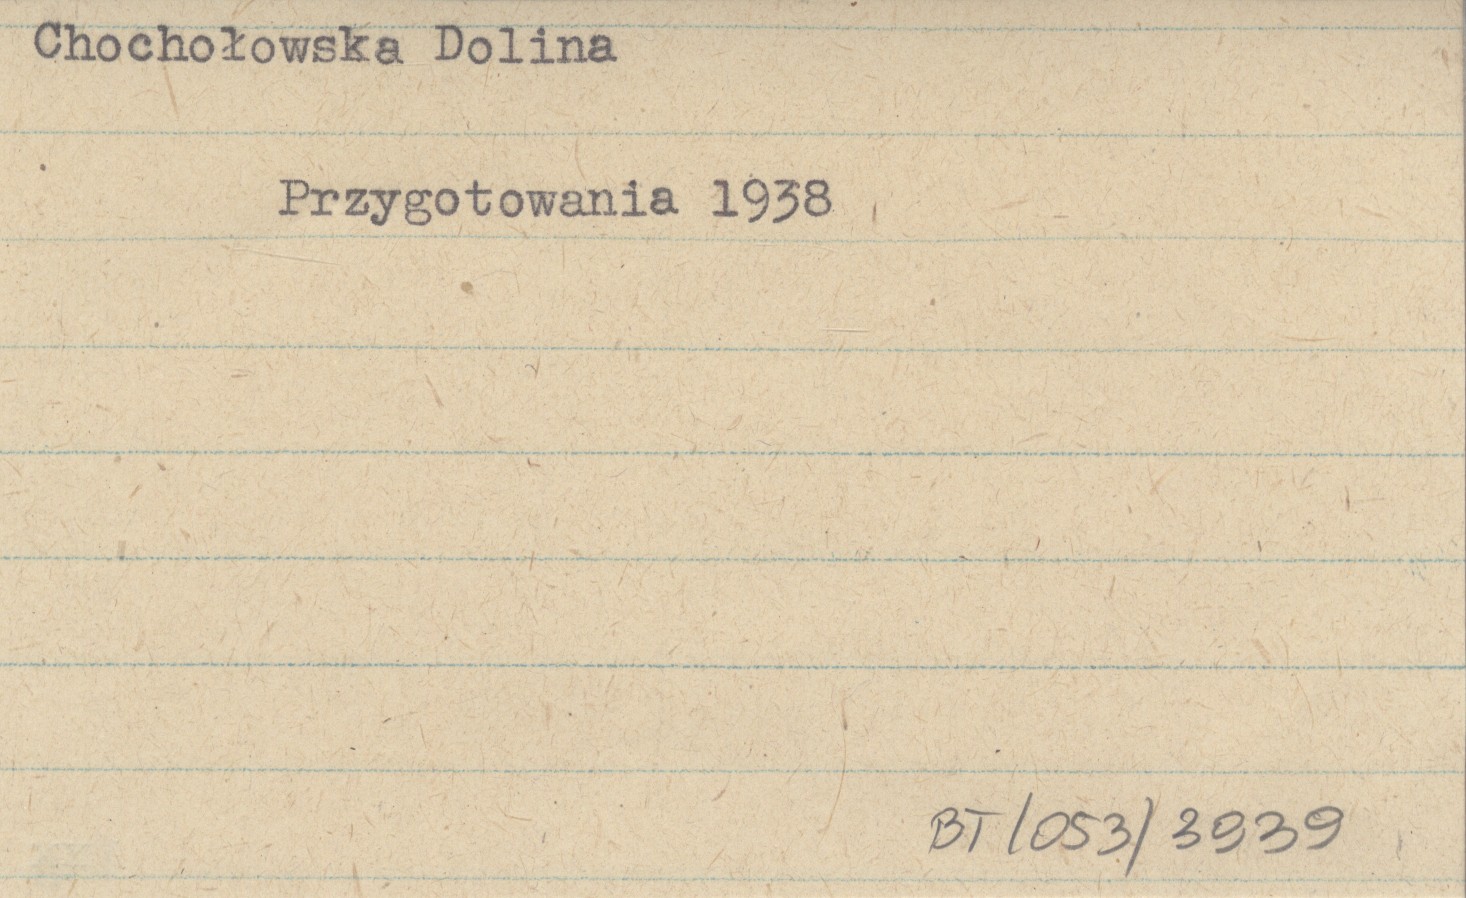 Chochołowska Dolina
Przygotowania 1938
BT/053/3939